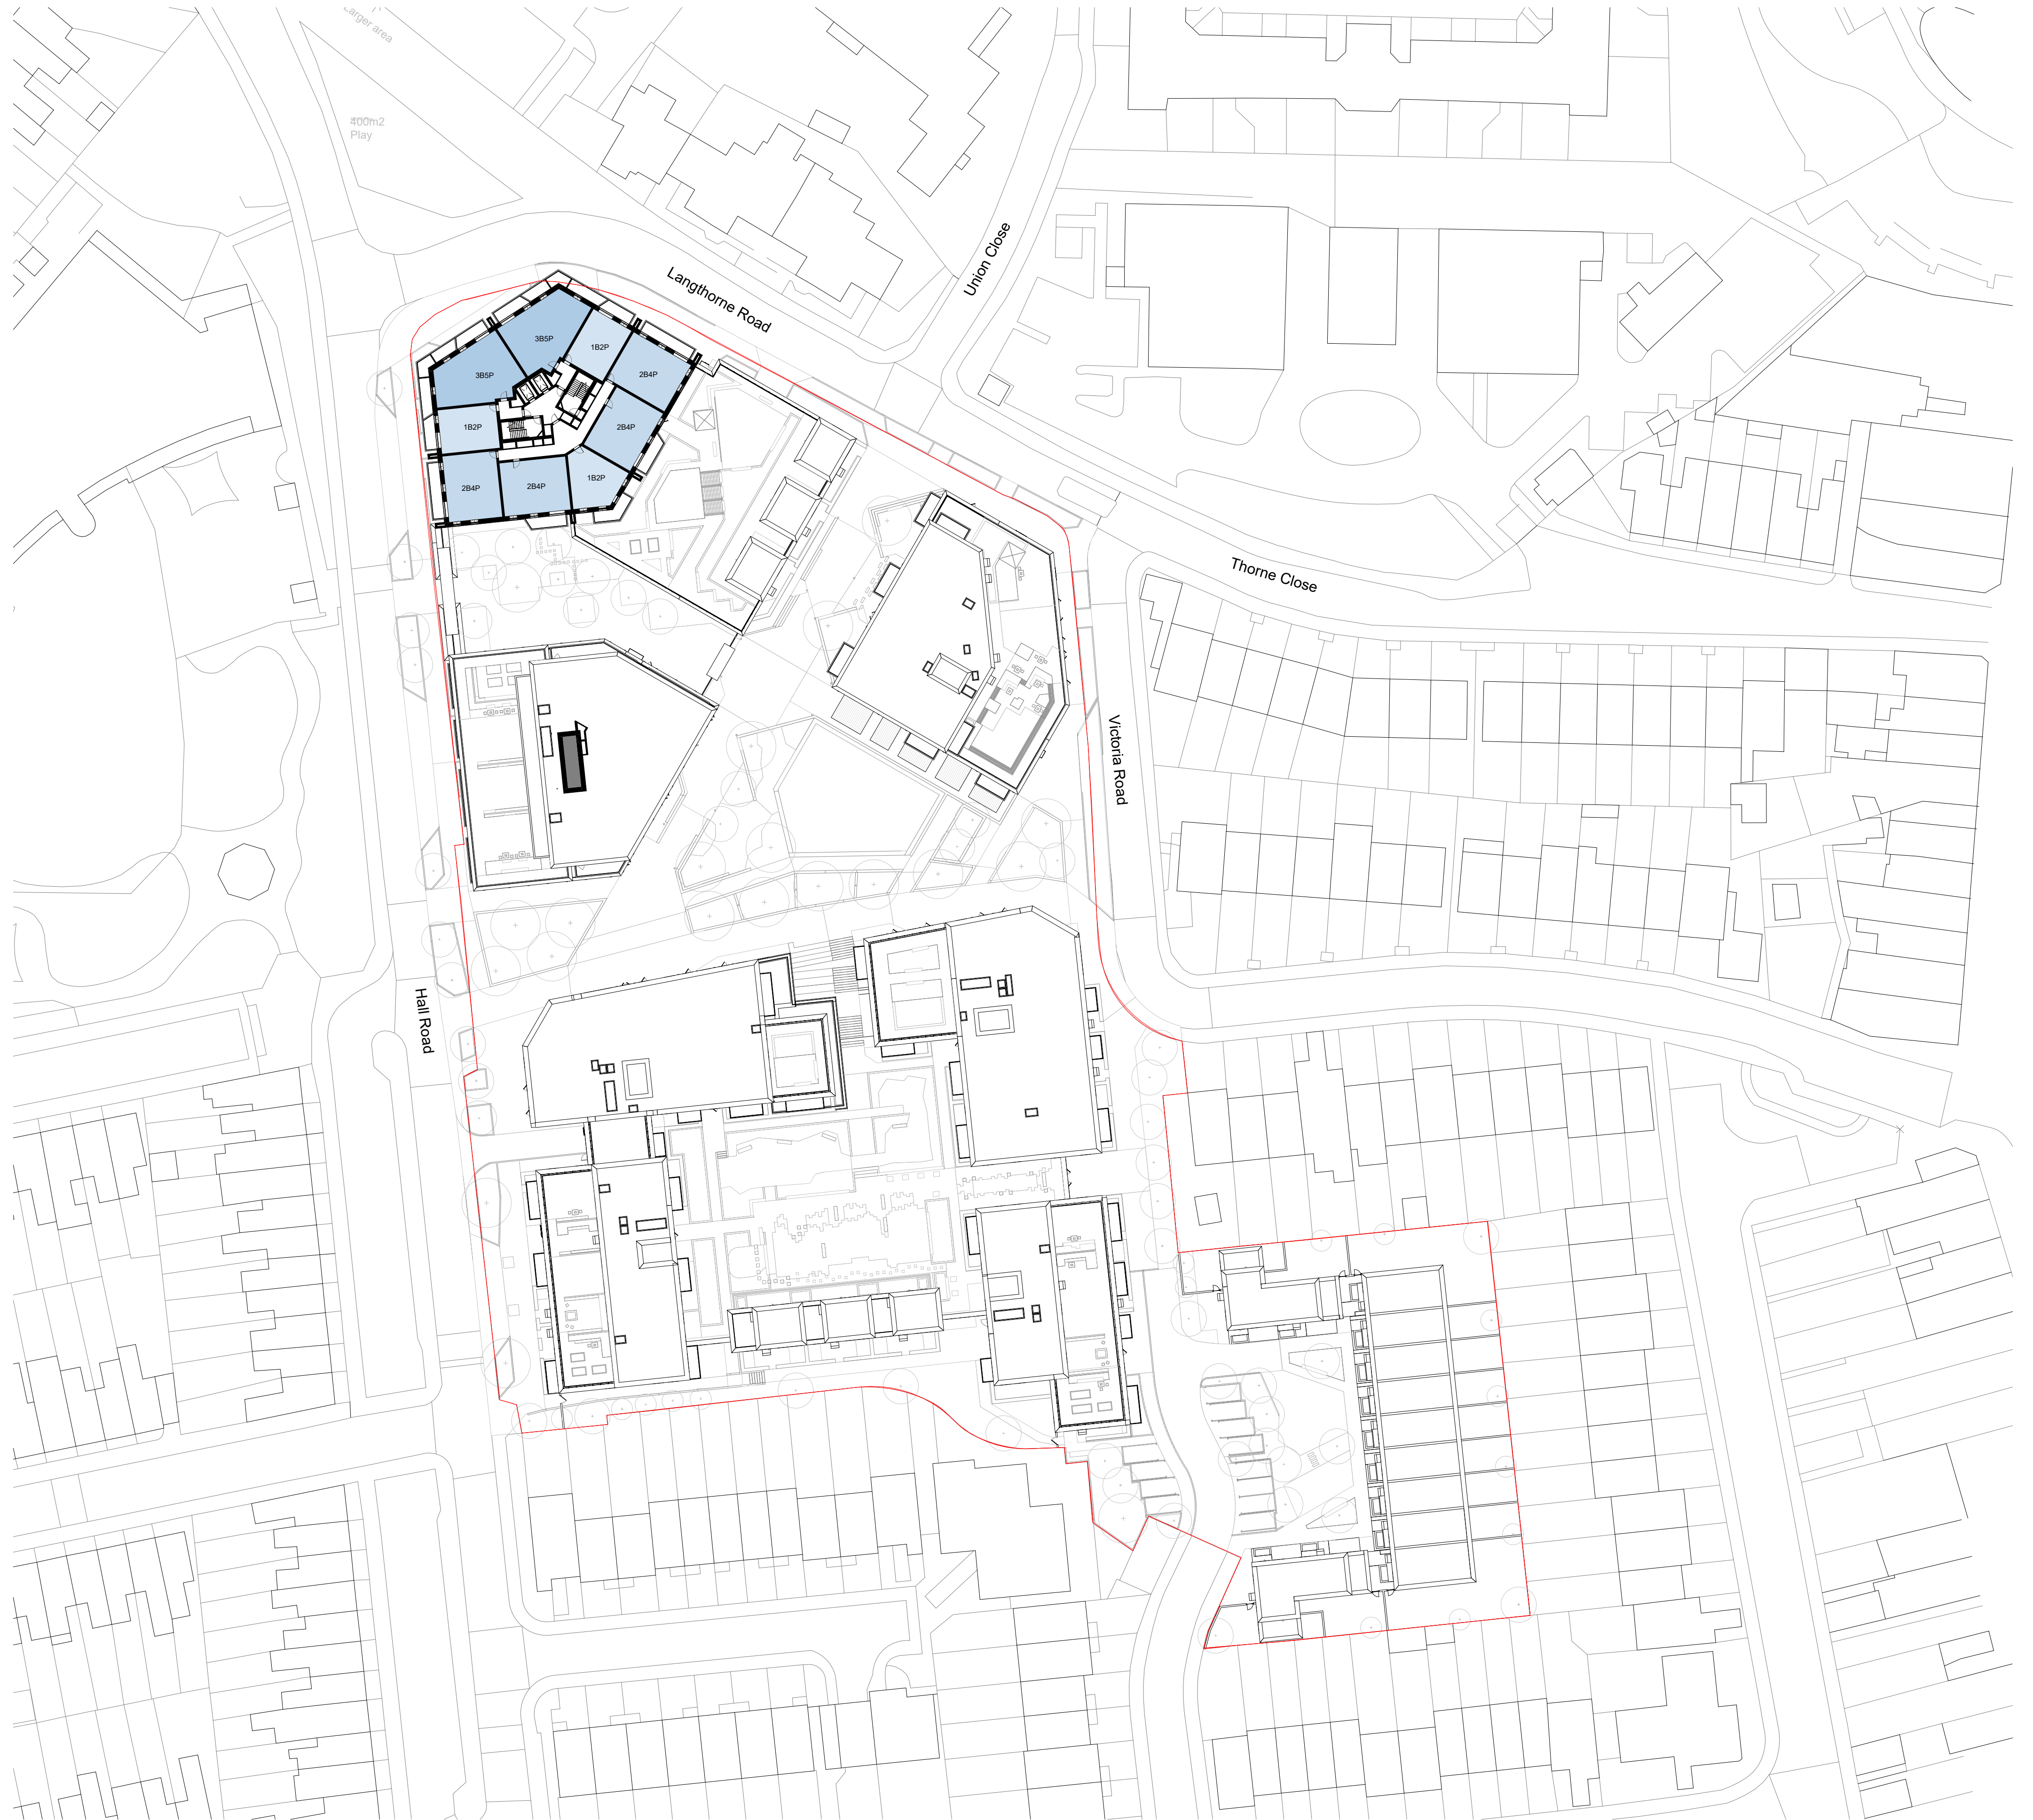 Larger area
400m2
Play
Langthorne Road
Union Close
3B5P
1B2P
3B5P
2B4P
1B2P
2B4P
2B4P
2B4P
1B2P
Thorne Close
Victoria Road
Hall Road